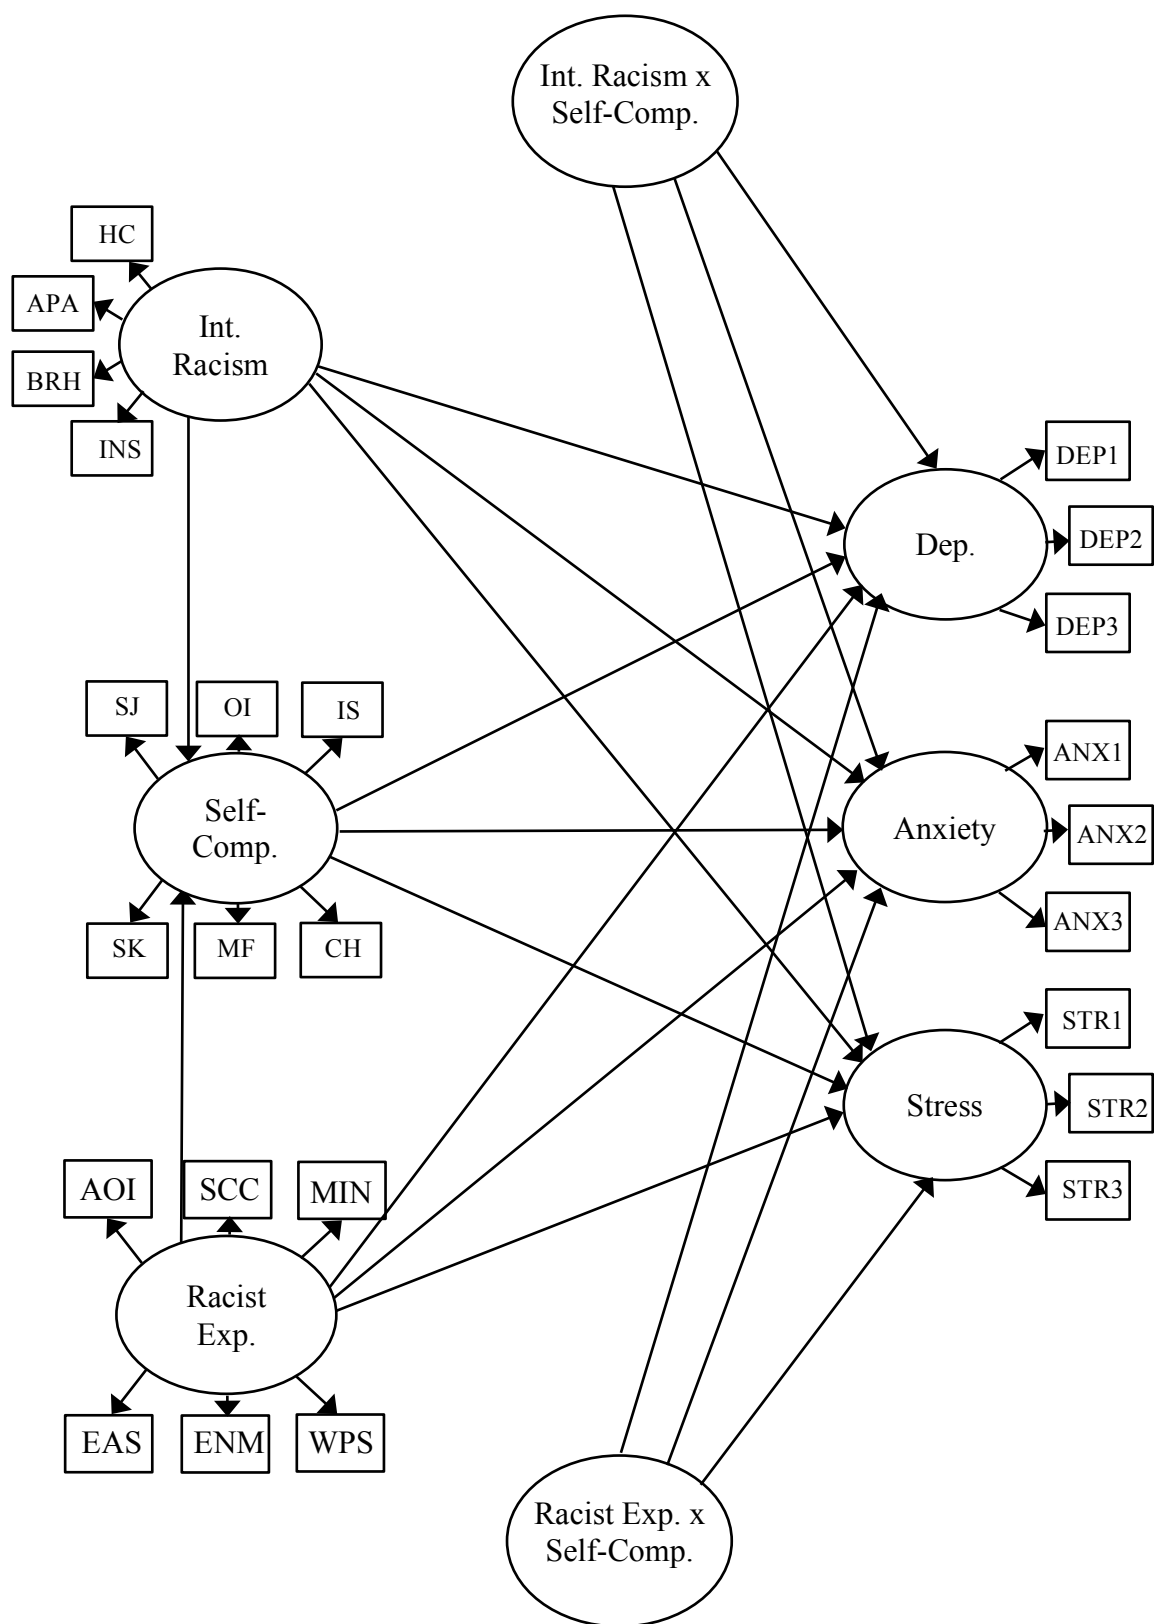 Int. Racism x
Self-Comp.
HC
APA
Int.
Racism
BRH
INS
DEP1
Dep.
DEP2
DEP3
SJ
OI
IS
Self-
Comp.
SK
MF
CH
ANX1
Anxiety
ANX2
ANX3
STR1
Stress
STR2
STR3
AOI
SCC
MIN
Racist
Exp.
EAS
ENM
WPS
Racist Exp. x
Self-Comp.